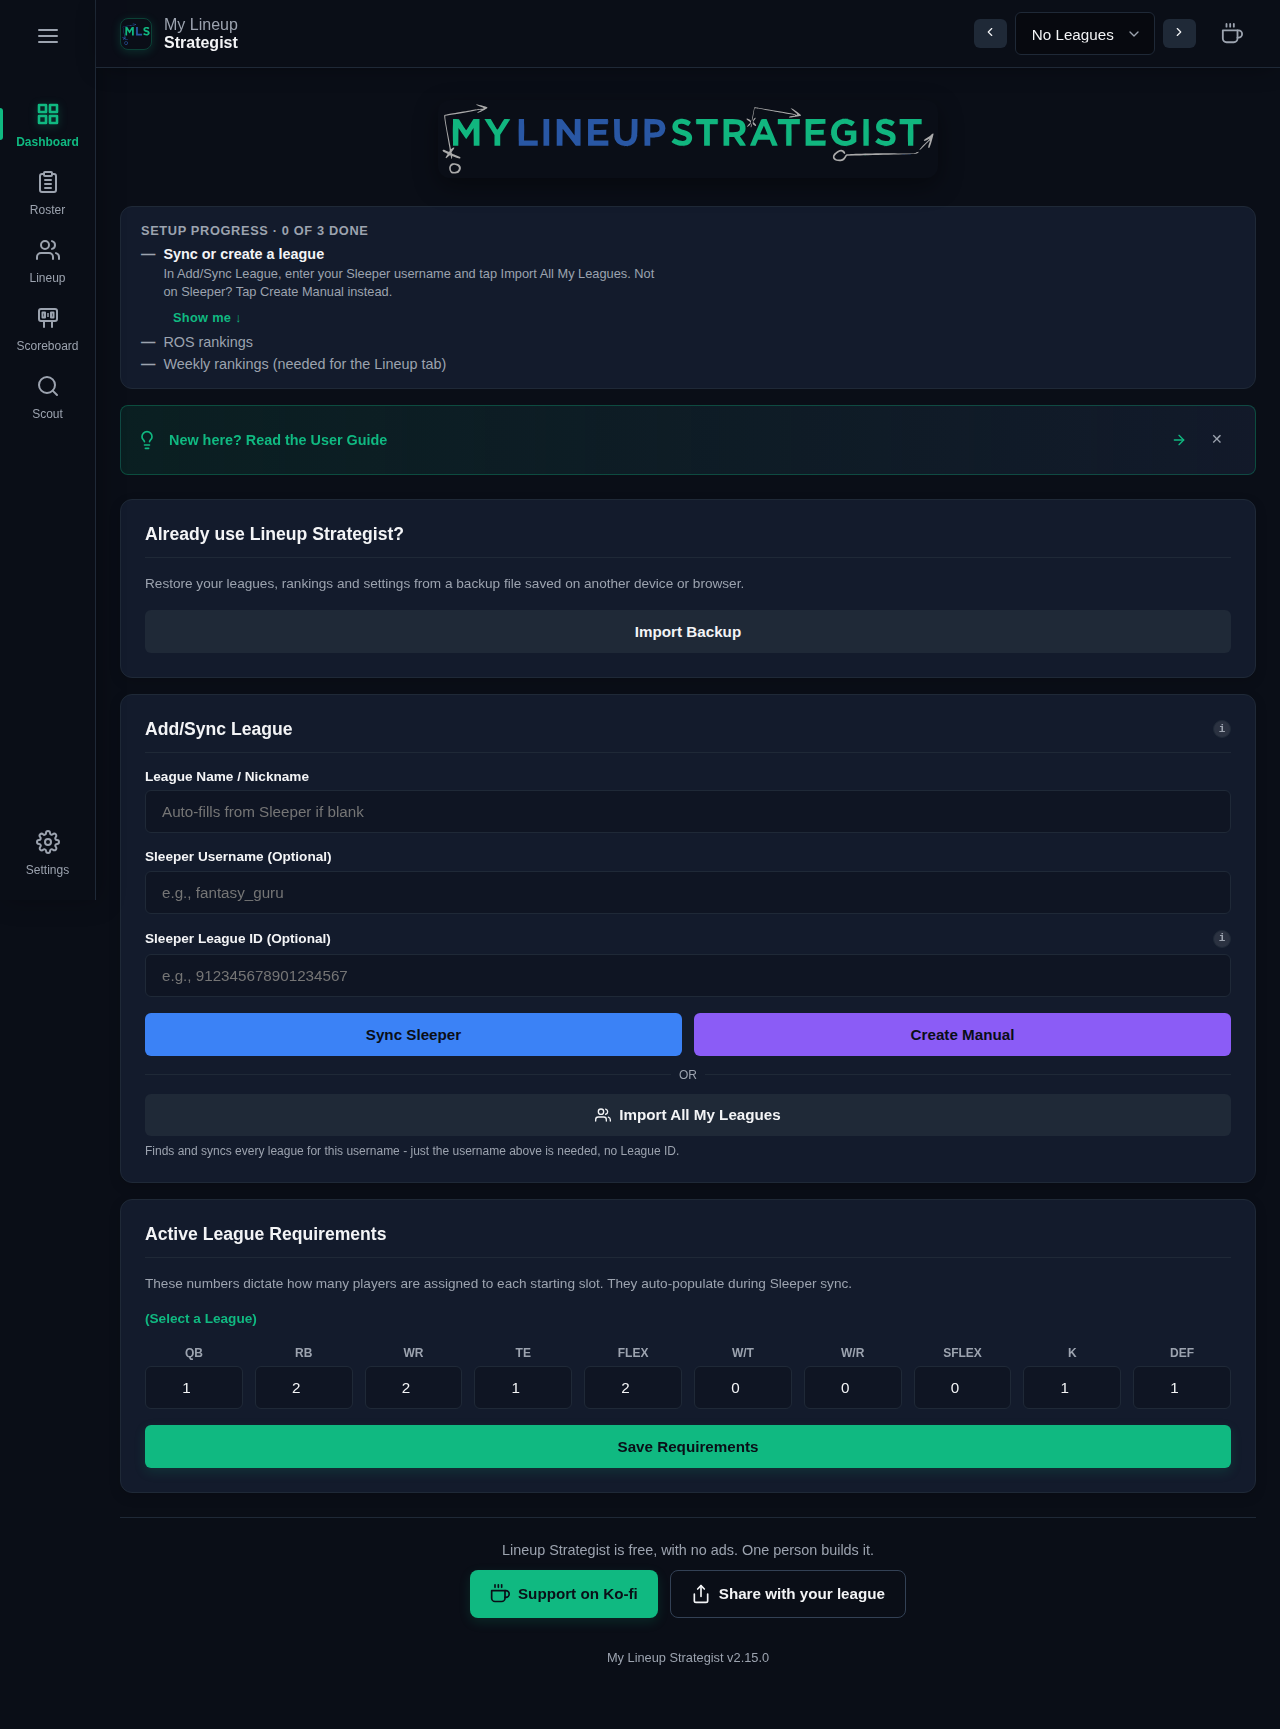 MLS
My Lineup
Strategist
No Leagues
Dashboard
Roster
Lineup
Scoreboard
Scout
Settings
MY LINEUP STRATEGIST
SETUP PROGRESS · 0 OF 3 DONE
— Sync or create a league
In Add/Sync League, enter your Sleeper username and tap Import All My Leagues. Not
on Sleeper? Tap Create Manual instead.
Show me ↓
— ROS rankings
— Weekly rankings (needed for the Lineup tab)
New here? Read the User Guide → ✕
Already use Lineup Strategist?
Restore your leagues, rankings and settings from a backup file saved on another device or browser.
Import Backup
Add/Sync League i
League Name / Nickname
Auto-fills from Sleeper if blank
Sleeper Username (Optional)
e.g., fantasy_guru
Sleeper League ID (Optional) i
e.g., 912345678901234567
Sync Sleeper Create Manual
OR
Import All My Leagues
Finds and syncs every league for this username - just the username above is needed, no League ID.
Active League Requirements
These numbers dictate how many players are assigned to each starting slot. They auto-populate during Sleeper sync.
(Select a League)
QB RB WR TE FLEX W/T W/R SFLEX K DEF
1 2 2 1 2 0 0 0 1 1
Save Requirements
Lineup Strategist is free, with no ads. One person builds it.
Support on Ko-fi Share with your league
My Lineup Strategist v2.15.0